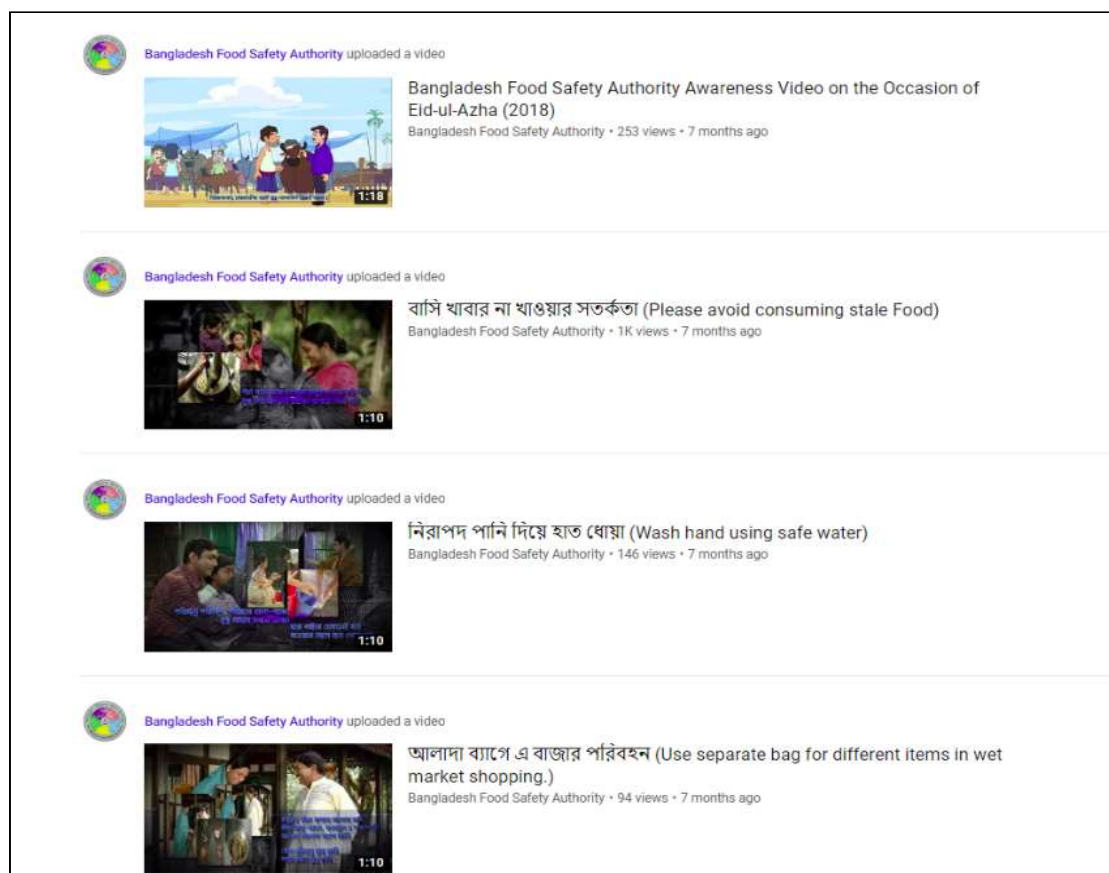 Bangladesh Food Safety Authority uploaded a video
Bangladesh Food Safety Authority Awareness Video on the Occasion of
Eid-ul-Azha (2018)
Bangladesh Food Safety Authority • 253 views • 7 months ago
1:18
Bangladesh Food Safety Authority uploaded a video
বাসি খাবার না খাওয়ার সতর্কতা (Please avoid consuming stale Food)
Bangladesh Food Safety Authority • 1K views • 7 months ago
1:10
Bangladesh Food Safety Authority uploaded a video
নিরাপদ পানি দিয়ে হাত ধোয়া (Wash hand using safe water)
Bangladesh Food Safety Authority • 146 views • 7 months ago
1:10
Bangladesh Food Safety Authority uploaded a video
আলাদা ব্যাগে এ বাজার পরিবহন (Use separate bag for different items in wet
market shopping.)
Bangladesh Food Safety Authority • 94 views • 7 months ago
1:10